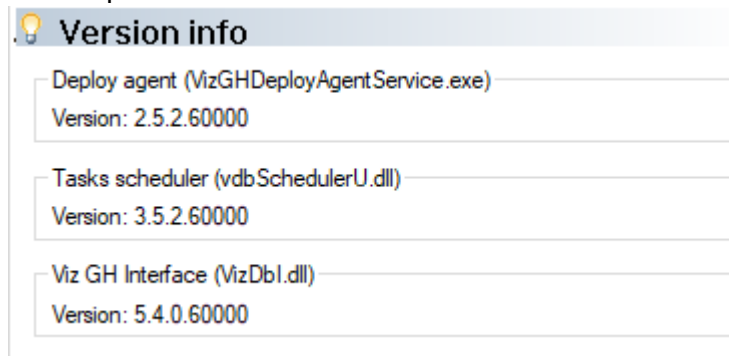 Version info
Deploy agent (VizGHDeployAgentService.exe)
Version: 2.5.2.60000
Tasks scheduler (vdbSchedulerU.dll)
Version: 3.5.2.60000
Viz GH Interface (VizDbI.dll)
Version: 5.4.0.60000